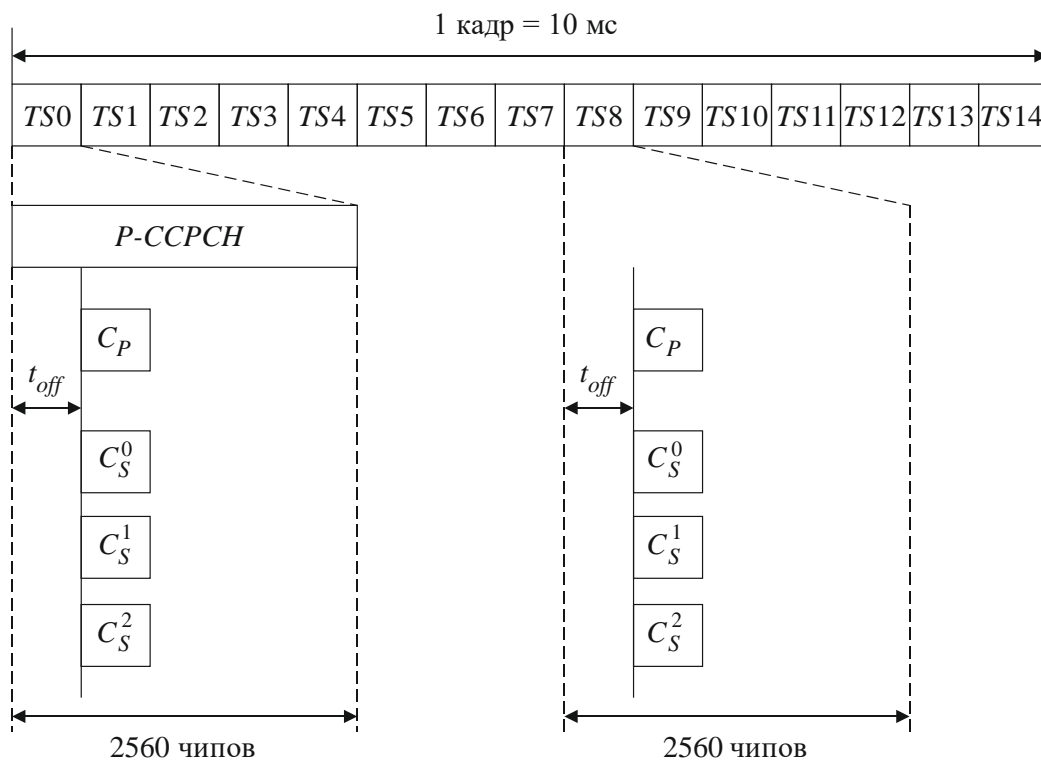 1 кадр = 10 мс
TS0 TS1 TS2 TS3 TS4 TS5 TS6 TS7 TS8 TS9 TS10 TS11 TS12 TS13 TS14
P-CCPCH
C_P C_P
t_off t_off
C_S^0 C_S^0
C_S^1 C_S^1
C_S^2 C_S^2
2560 чипов 2560 чипов